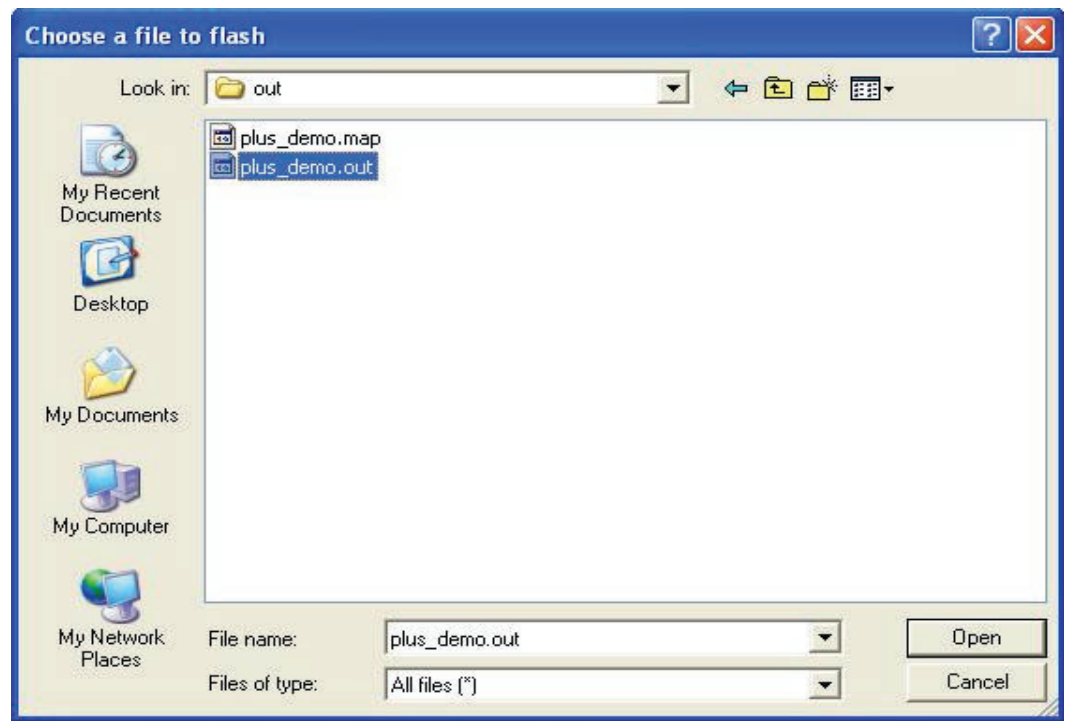 Choose a file to flash
Look in: out
plus_demo.map
plus_demo.out
My Recent
Documents
Desktop
My Documents
My Computer
My Network
Places
File name: plus_demo.out Open
Files of type: All files (*) Cancel